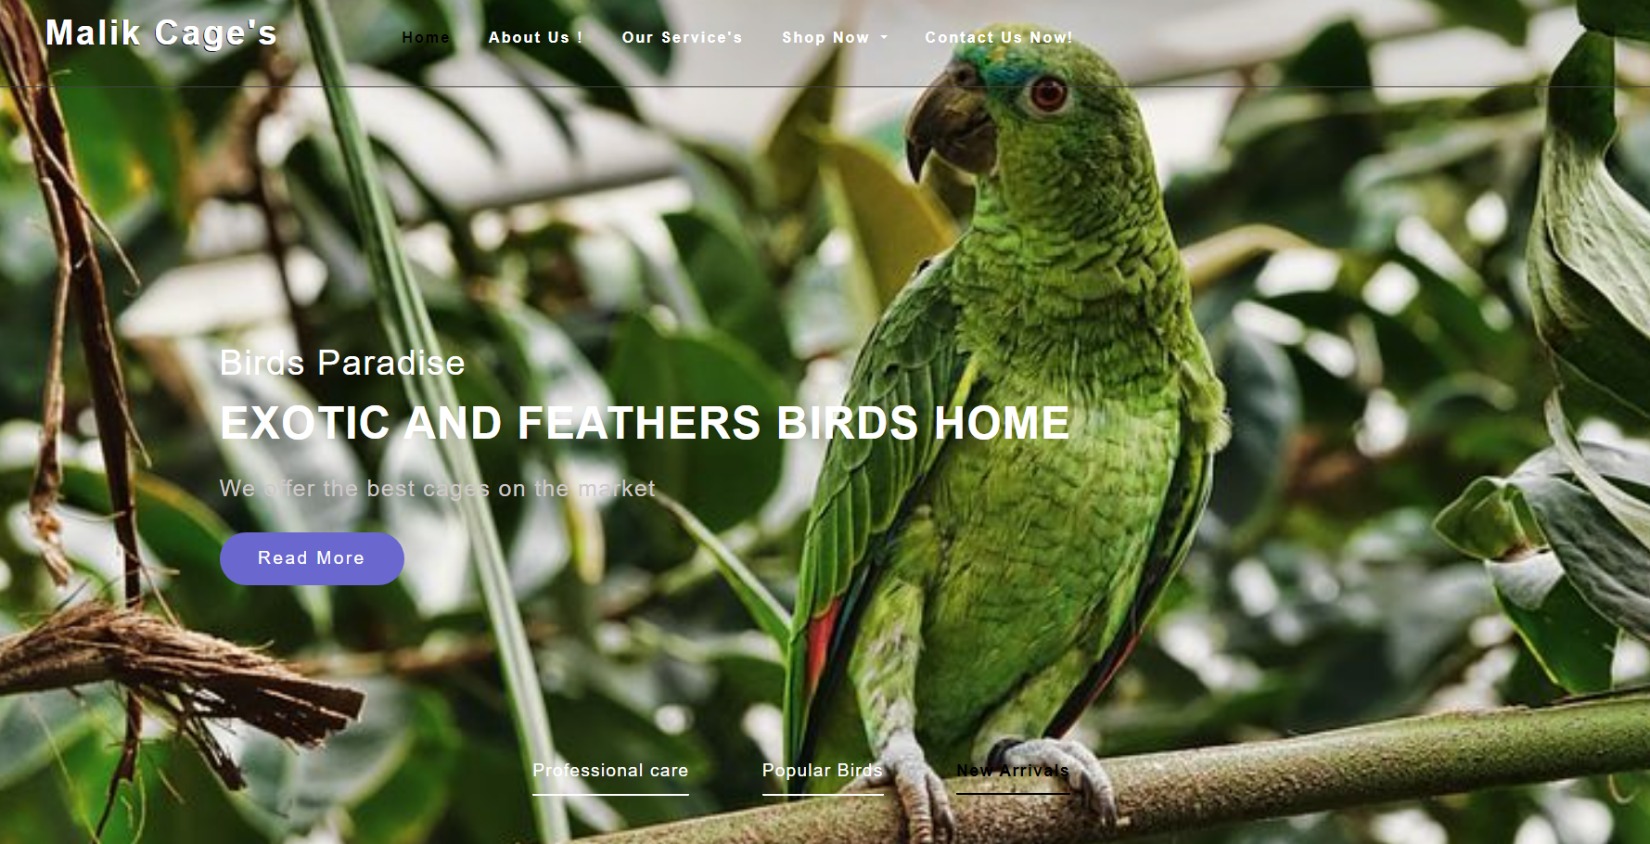 Malik Cage's
Home About Us ! Our Service's Shop Now Contact Us Now!
Birds Paradise
EXOTIC AND FEATHERS BIRDS HOME
We offer the best cages on the market
Read More
Professional care Popular Birds New Arrivals